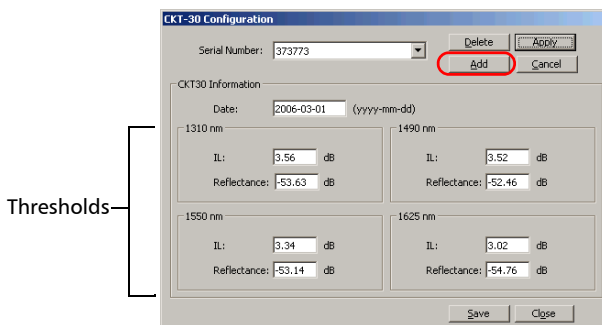 CKT-30 Configuration
Serial Number: 373773
Delete Apply
Add Cancel
CKT30 Information
Date: 2006-03-01 (yyyy-mm-dd)
1310 nm 1490 nm
IL: 3.56 dB IL: 3.52 dB
Reflectance: -53.63 dB Reflectance: -52.46 dB
Thresholds
1550 nm 1625 nm
IL: 3.34 dB IL: 3.02 dB
Reflectance: -53.14 dB Reflectance: -54.76 dB
Save Close